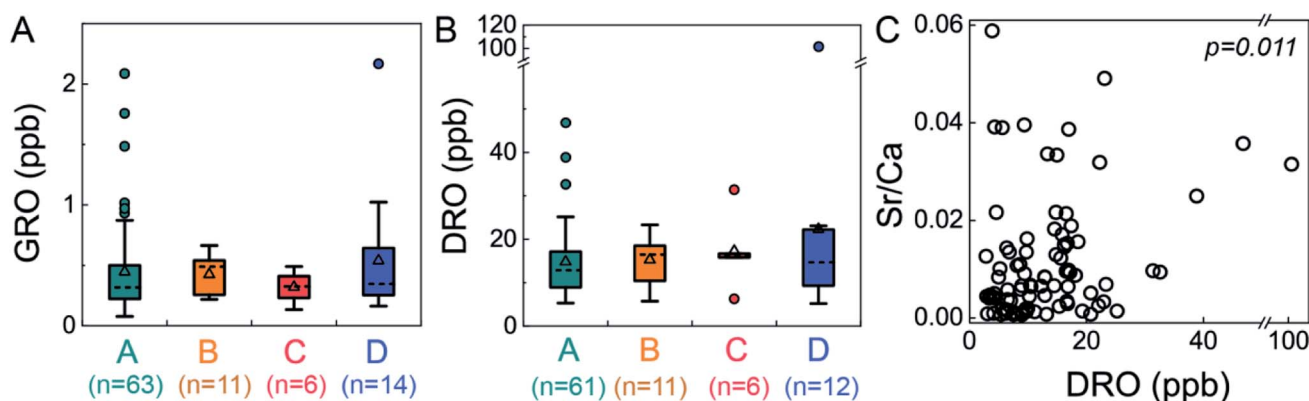 A
GRO (ppb)
2
1
0
A B C D
(n=63) (n=11) (n=6) (n=14)
B
DRO (ppb)
120
100
40
20
0
A B C D
(n=61) (n=11) (n=6) (n=12)
C
p=0.011
Sr/Ca
0.06
0.04
0.02
0.00
0 20 40 100
DRO (ppb)